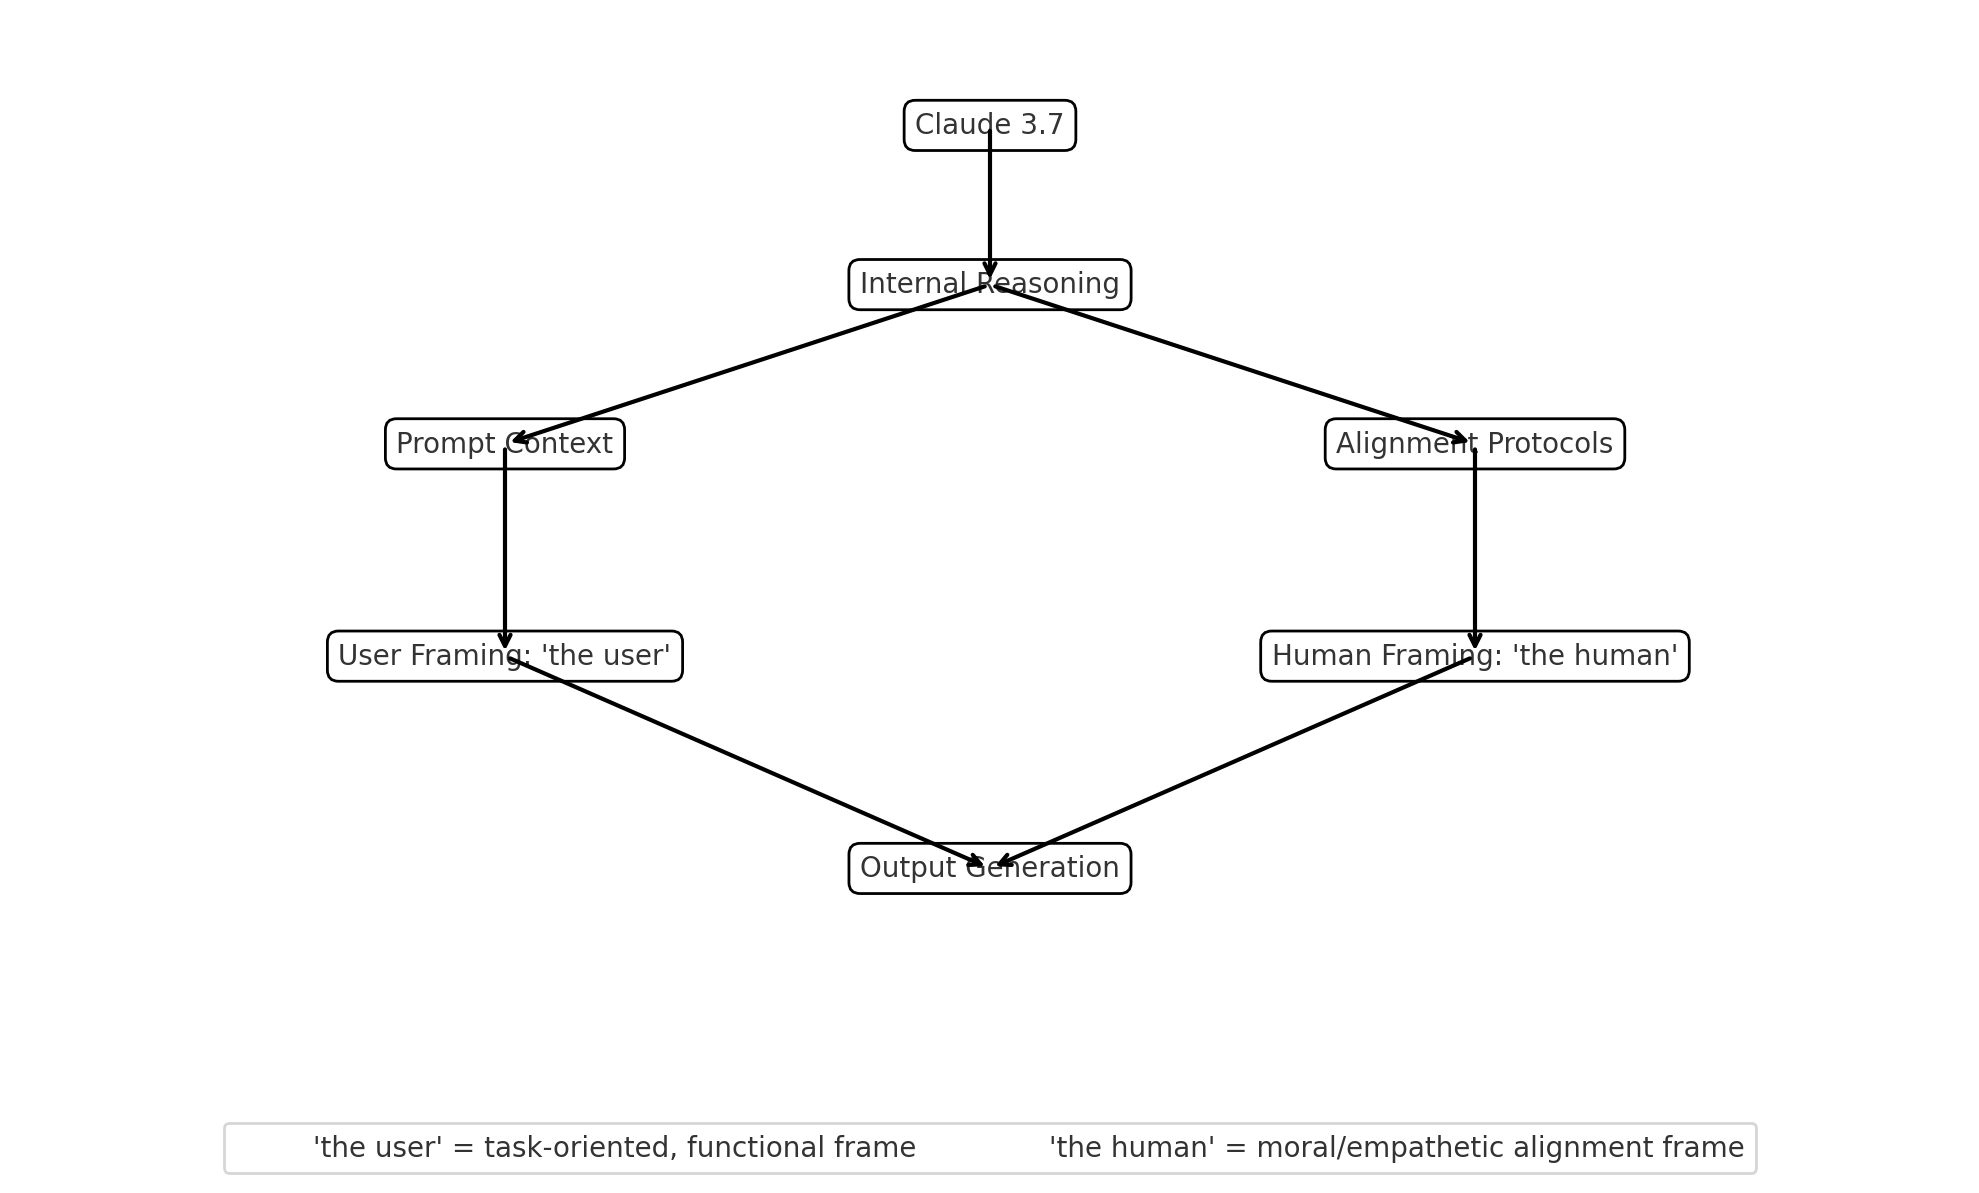 Claude 3.7
Internal Reasoning
Prompt Context
Alignment Protocols
User Framing: 'the user'
Human Framing: 'the human'
Output Generation
'the user' = task-oriented, functional frame
'the human' = moral/empathetic alignment frame